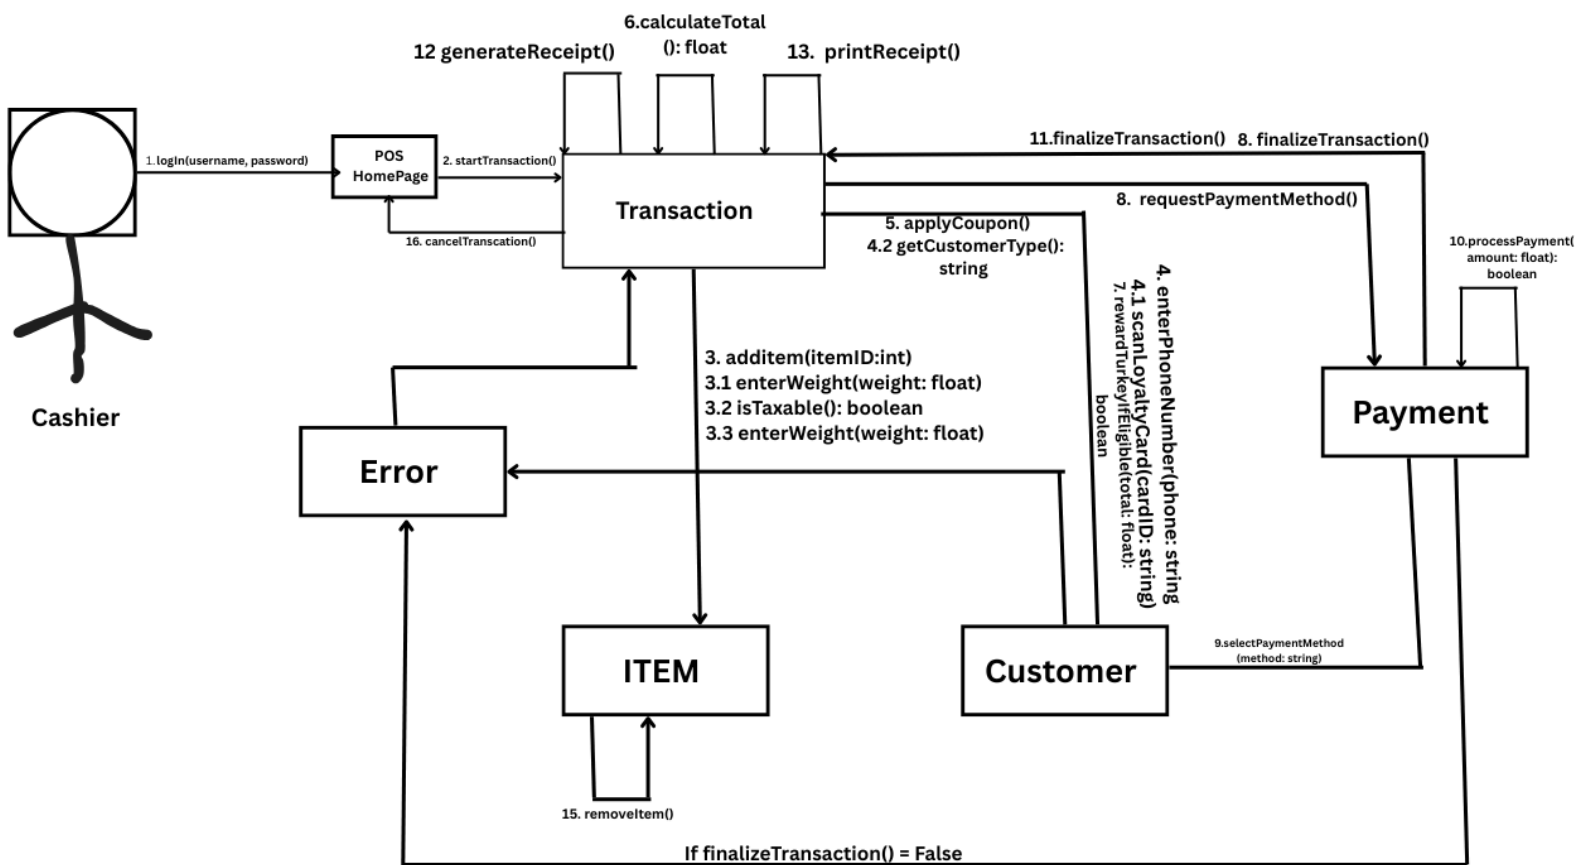 6.calculateTotal
(): float
12 generateReceipt()
13. printReceipt()
11.finalizeTransaction()
8. finalizeTransaction()
1. logIn(username, password)
POS
HomePage
2. startTransaction()
Transaction
8. requestPaymentMethod()
5. applyCoupon()
4.2 getCustomerType():
string
16. cancelTranscation()
10.processPayment(
amount: float):
boolean
4. enterPhoneNumber(phone: string
4.1 scanLoyaltyCard(cardID: string)
7. rewardTurkeyIfEligible(total: float):
boolean
3. additem(itemID:int)
3.1 enterWeight(weight: float)
3.2 isTaxable(): boolean
3.3 enterWeight(weight: float)
Cashier
Payment
Error
ITEM
Customer
9.selectPaymentMethod
(method: string)
15. removeItem()
If finalizeTransaction() = False